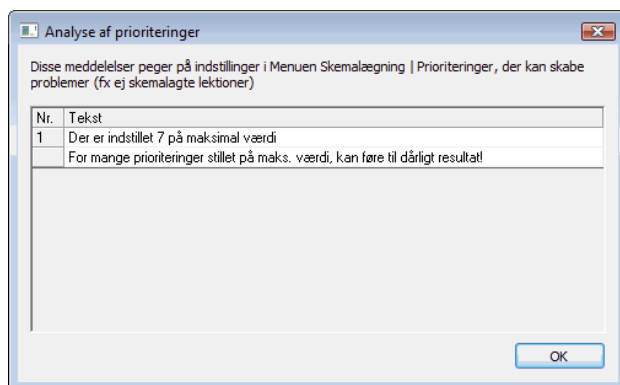 Analyse af prioriteringer
Disse meddelelser peger på indstillinger i Menuen Skemalægning | Prioriteringer, der kan skabe
problemer (fx ej skemalagte lektioner)
Nr. Tekst
1 Der er indstillet 7 på maksimal værdi
For mange prioriteringer stillet på maks. værdi, kan føre til dårligt resultat!
OK